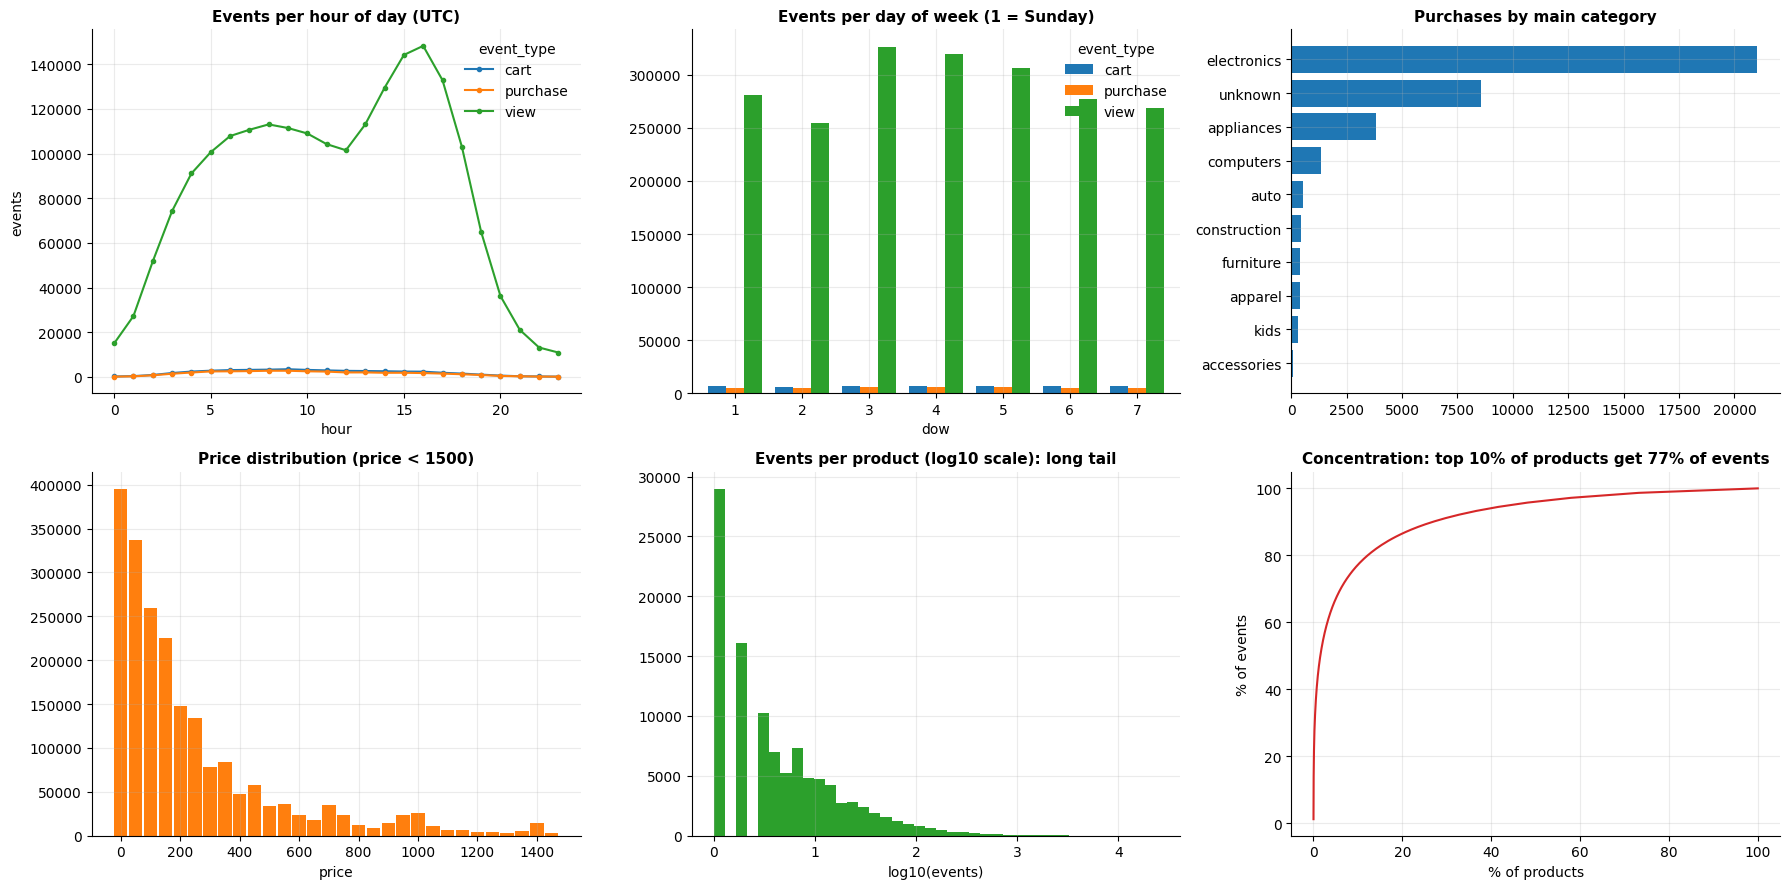 Events per hour of day (UTC)
events
140000
120000
100000
80000
60000
40000
20000
0
0 5 10 15 20
hour
event_type
cart
purchase
view
Events per day of week (1 = Sunday)
300000
250000
200000
150000
100000
50000
0
1 2 3 4 5 6 7
dow
event_type
cart
purchase
view
Purchases by main category
electronics
unknown
appliances
computers
auto
construction
furniture
apparel
kids
accessories
0 2500 5000 7500 10000 12500 15000 17500 20000
Price distribution (price < 1500)
400000
350000
300000
250000
200000
150000
100000
50000
0
0 200 400 600 800 1000 1200 1400
price
Events per product (log10 scale): long tail
30000
25000
20000
15000
10000
5000
0
0 1 2 3 4
log10(events)
Concentration: top 10% of products get 77% of events
% of events
100
80
60
40
20
0
0 20 40 60 80 100
% of products